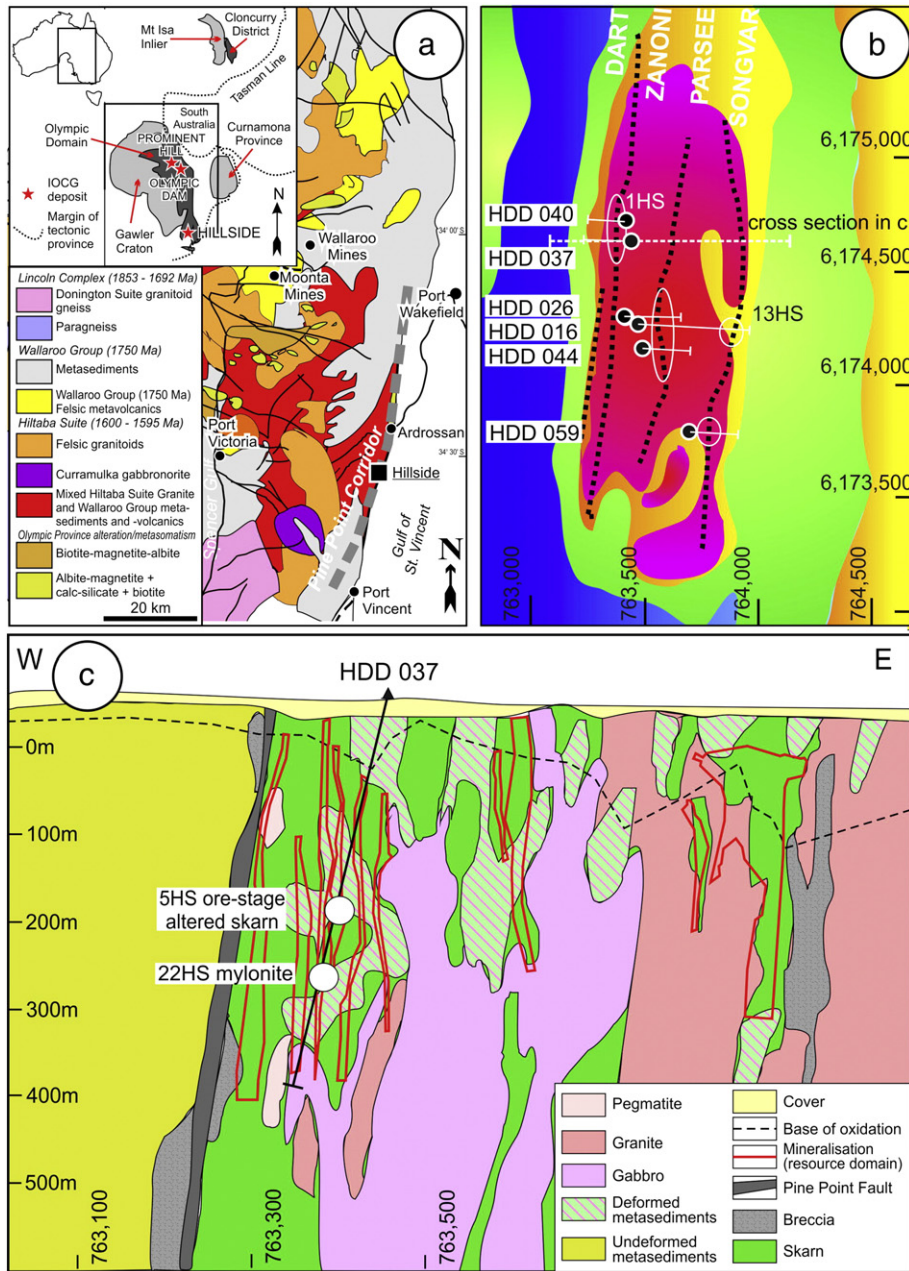 a
Mt Isa
Inlier
Cloncurry
District
Tasman Line
South
Australia
Olympic
Domain
PROMINENT
HILL
OLYMPIC
DAM
Curnamona
Province
IOCG
deposit
HILLSIDE
N
Margin of
tectonic
province
Gawler
Craton
Lincoln Complex (1853 - 1692 Ma)
Donington Suite granitoid
gneiss
Paragneiss
Wallaroo Group (1750 Ma)
Metasediments
Wallaroo Group (1750 Ma)
Felsic metavolcanics
Hiltaba Suite (1600 - 1595 Ma)
Felsic granitoids
Curramulka gabbronorite
Mixed Hiltaba Suite Granite
and Wallaroo Group meta-
sediments and -volcanics
Olympic Province alteration/metasomatism
Biotite-magnetite-albite
Albite-magnetite +
calc-silicate + biotite
20 km
34 00' S
Wallaroo
Mines
Moonta
Mines
Port
Wakefield
Port
Victoria
Ardrossan
34 30' S
Hillside
Pine Point Corridor
Gulf of
St. Vincent
N
Port
Vincent
b
DART
ZANONI
PARSEE
SONGVAR
6,175,000
HDD 040
1HS
cross section in c
HDD 037
6,174,500
HDD 026
13HS
HDD 016
HDD 044
6,174,000
HDD 059
6,173,500
763,000
763,500
764,000
764,500
c
W
HDD 037
E
0m
100m
200m
300m
400m
500m
5HS ore-stage
altered skarn
22HS mylonite
763,100
763,300
763,500
Pegmatite
Granite
Gabbro
Deformed
metasediments
Undeformed
metasediments
Cover
Base of oxidation
Mineralisation
(resource domain)
Pine Point Fault
Breccia
Skarn